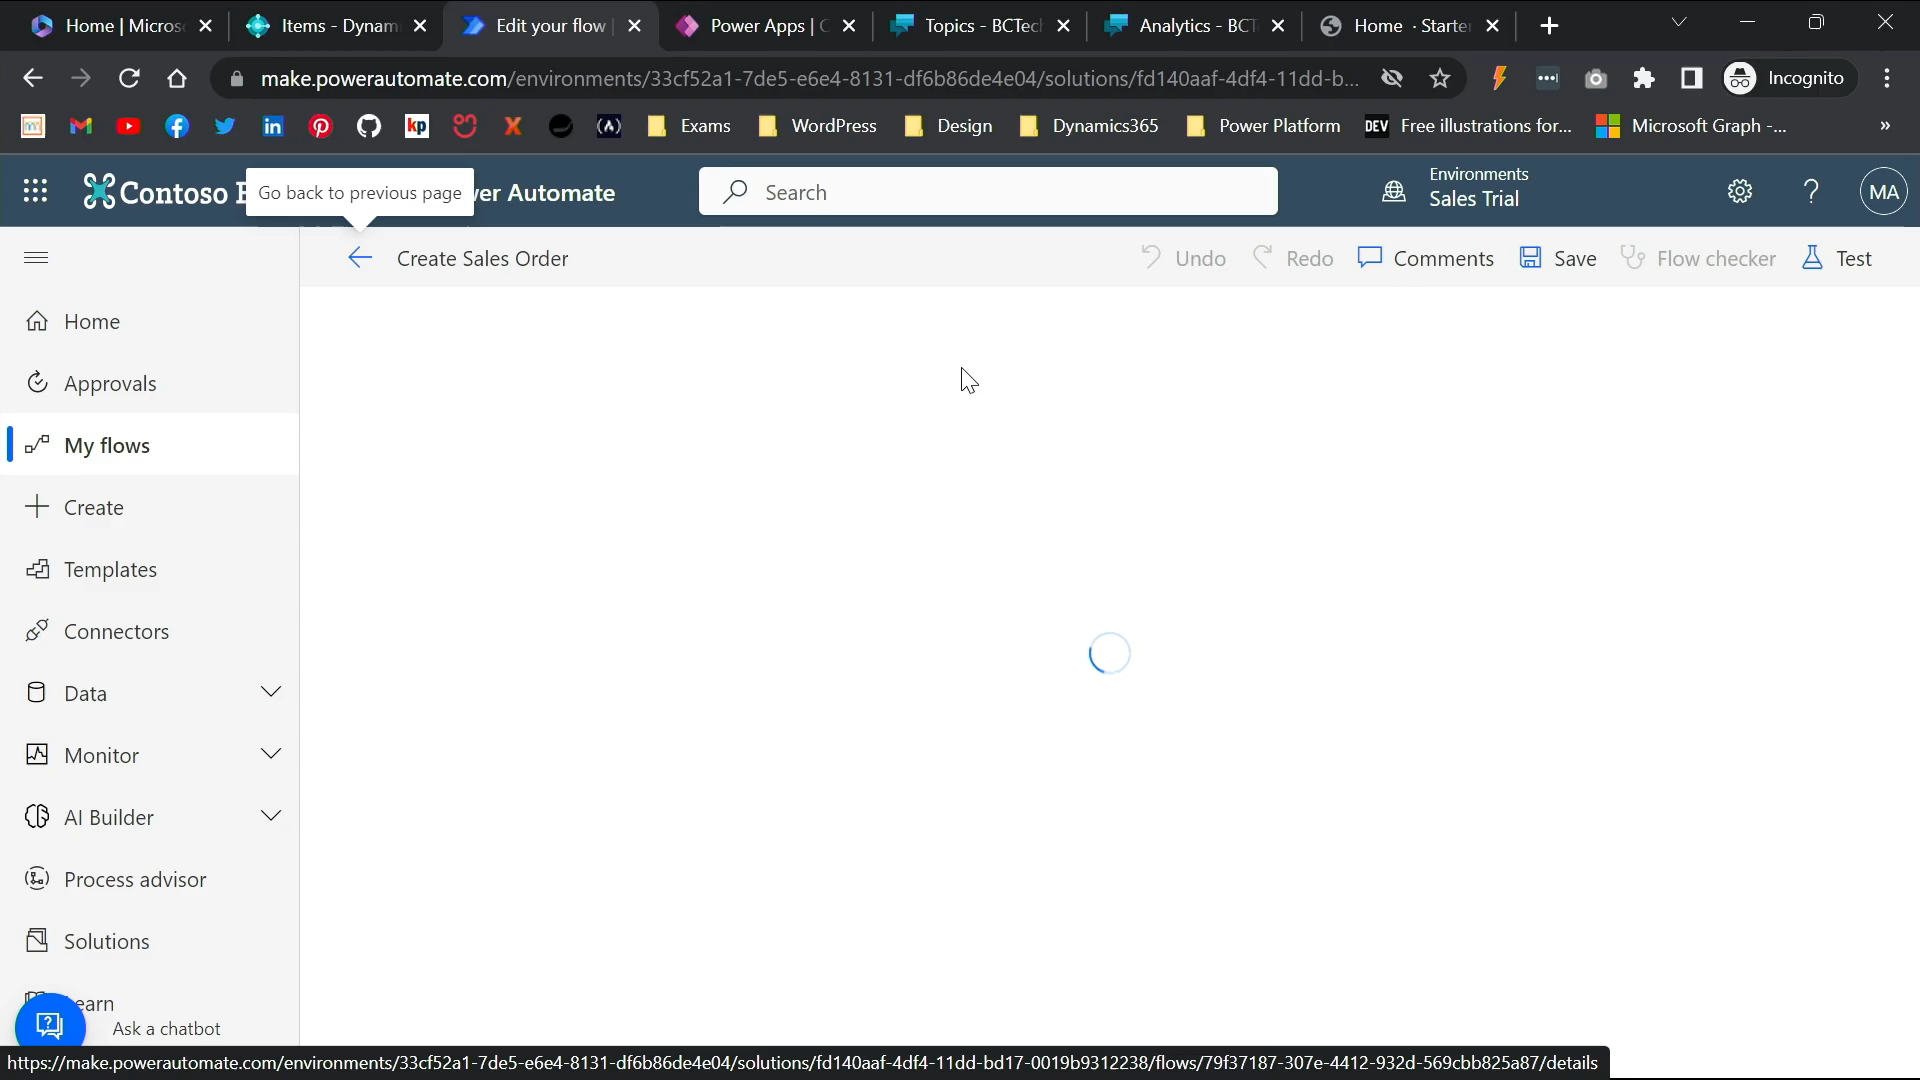 Home | Micros
Items - Dynam
Edit your flow
Power Apps | C
Topics - BCTec
Analytics - BCT
Home · Starte
make.powerautomate.com/environments/33cf52a1-7de5-e6e4-8131-df6b86de4e04/solutions/fd140aaf-4df4-11dd-b...
Incognito
kp
Exams
WordPress
Design
Dynamics365
Power Platform
DEV Free illustrations for...
Microsoft Graph -...
»
Contoso
Go back to previous page
er Automate
Search
Environments
Sales Trial
?
MA
Create Sales Order
Undo
Redo
Comments
Save
Flow checker
Test
Home
Approvals
My flows
Create
Templates
Connectors
Data
Monitor
AI Builder
Process advisor
Solutions
earn
Ask a chatbot
https://make.powerautomate.com/environments/33cf52a1-7de5-e6e4-8131-df6b86de4e04/solutions/fd140aaf-4df4-11dd-bd17-0019b9312238/flows/79f37187-307e-4412-932d-569cbb825a87/details